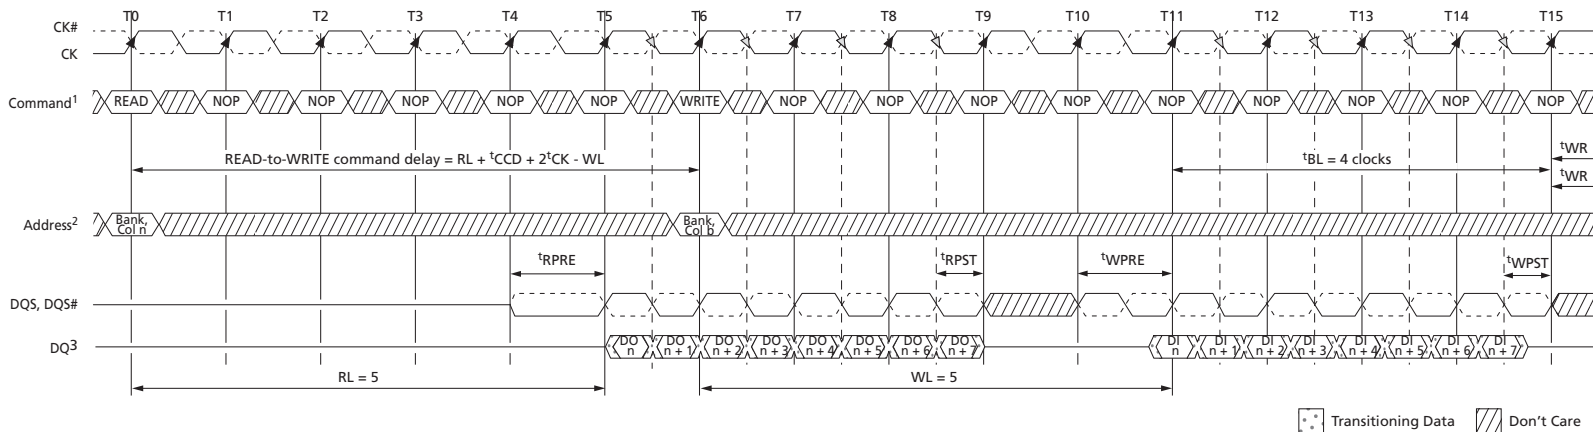 T0 T1 T2 T3 T4 T5 T6 T7 T8 T9 T10 T11 T12 T13 T14 T15
CK#
CK
Command1 READ NOP NOP NOP NOP NOP WRITE NOP NOP NOP NOP NOP NOP NOP NOP NOP
READ-to-WRITE command delay = RL + tCCD + 2tCK - WL
tBL = 4 clocks
tWR
tWR
Address2
Bank, Col n
Bank, Col b
tRPRE tRPST tWPRE tWPST
DQS, DQS#
DQ3
DO n DO n + 1 DO n + 2 DO n + 3 DO n + 4 DO n + 5 DO n + 6 DO n + 7 DI n DI n + 1 DI n + 2 DI n + 3 DI n + 4 DI n + 5 DI n + 6 DI n + 7
RL = 5 WL = 5
Transitioning Data Don't Care